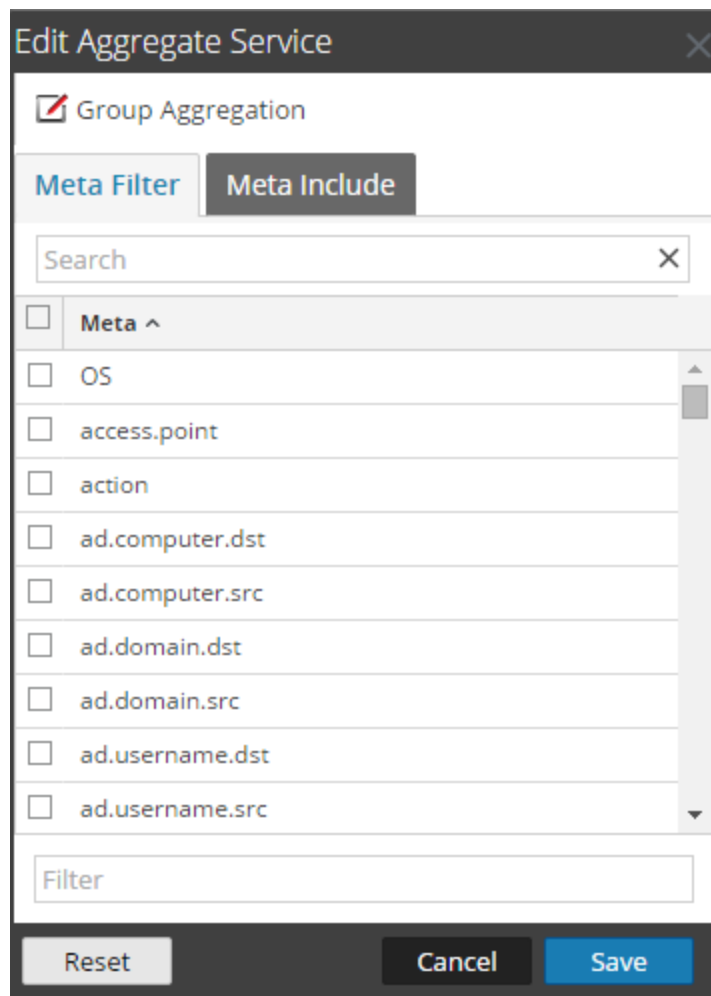 Edit Aggregate Service
Group Aggregation
Meta Filter Meta Include
Search
Meta
OS
access.point
action
ad.computer.dst
ad.computer.src
ad.domain.dst
ad.domain.src
ad.username.dst
ad.username.src
Filter
Reset Cancel Save